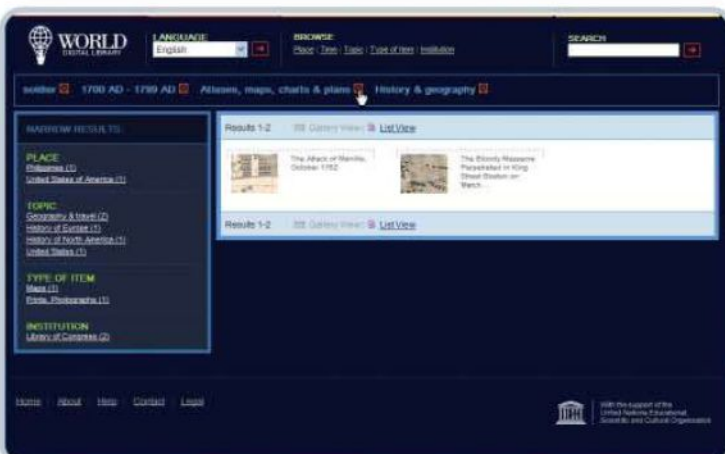 WORLD
DIGITAL LIBRARY
LANGUAGE
English
BROWSE
Place | Time | Topic | Type of Item | Institution
SEARCH
soldier
1700 AD - 1799 AD
Atlases, maps, charts & plans
History & geography
NARROW RESULTS:
PLACE
Philippines (1)
United States of America (1)
TOPIC
Geography & travel (2)
History of Europe (1)
History of North America (1)
United States (1)
TYPE OF ITEM
Maps (1)
Prints, Photographs (1)
INSTITUTION
Library of Congress (2)
Results 1-2
Gallery View
List View
The Attack of Manilla,
October 1762
The Bloody Massacre
Perpetrated in King
Street Boston on
March
Results 1-2
Gallery View
List View
Home
About
Help
Contact
Legal
With the support of the
United Nations Educational,
Scientific and Cultural Organization